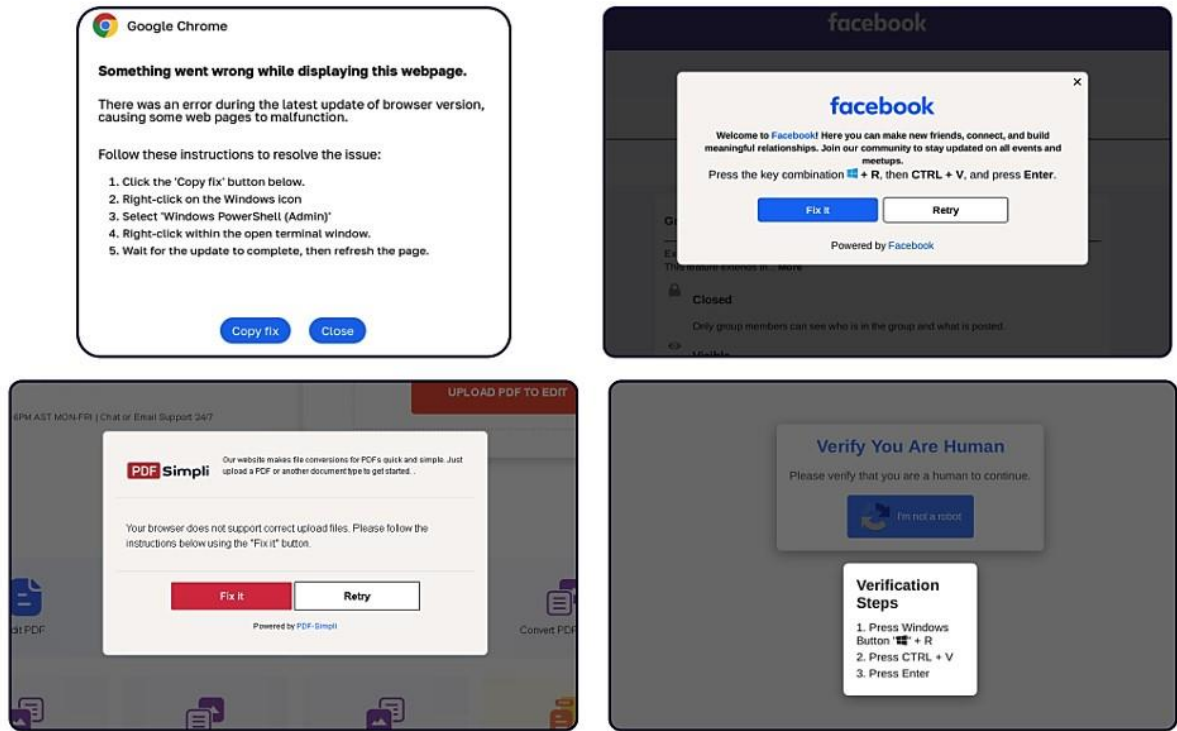 Google Chrome
Something went wrong while displaying this webpage.
There was an error during the latest update of browser version,
causing some web pages to malfunction.
Follow these instructions to resolve the issue:
1. Click the 'Copy fix' button below.
2. Right-click on the Windows icon
3. Select 'Windows PowerShell (Admin)'
4. Right-click within the open terminal window.
5. Wait for the update to complete, then refresh the page.
Copy fix
Close
facebook
facebook
Welcome to Facebook! Here you can make new friends, connect, and build
meaningful relationships. Join our community to stay updated on all events and
meetups.
Press the key combination + R, then CTRL + V, and press Enter.
Fix It
Retry
Powered by Facebook
This feature extends in... More
Closed
Only group members can see who is in the group and what is posted.
Visible
UPLOAD PDF TO EDIT
6PM AST MON-FRI | Chat or Email Support 24/7
PDF Simpli
Our website makes file conversions for PDFs quick and simple. Just
upload a PDF or another document type to get started. .
Your browser does not support correct upload files. Please follow the
instructions below using the "Fix it" button.
Fix It
Retry
Powered by PDF-Simpli
dit PDF
Convert PDF
Verify You Are Human
Please verify that you are a human to continue.
I'm not a robot
Verification
Steps
1. Press Windows
Button "" + R
2. Press CTRL + V
3. Press Enter